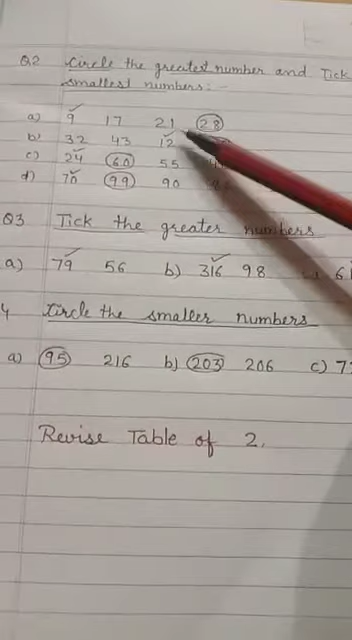 Q2 Circle the greatest number and Tick
smallest numbers:-
a) 9 17 21 28
b) 32 43 12
c) 24 60 55
d) 70 99 90
Q3 Tick the greater numbers
a) 79 56 b) 316 98 61
4 Circle the smaller numbers
a) 95 216 b) 203 206 c) 7
Revise Table of 2.